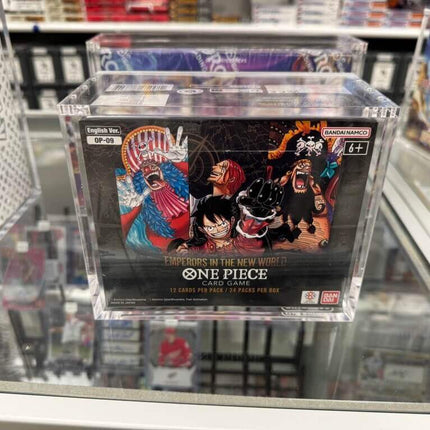 English Ver.
OP-09
BANDAI NAMCO
6+
EMPERORS IN THE NEW WORLD
ONE PIECE
CARD GAME
12 CARDS PER PACK / 24 PACKS PER BOX
BANDAI